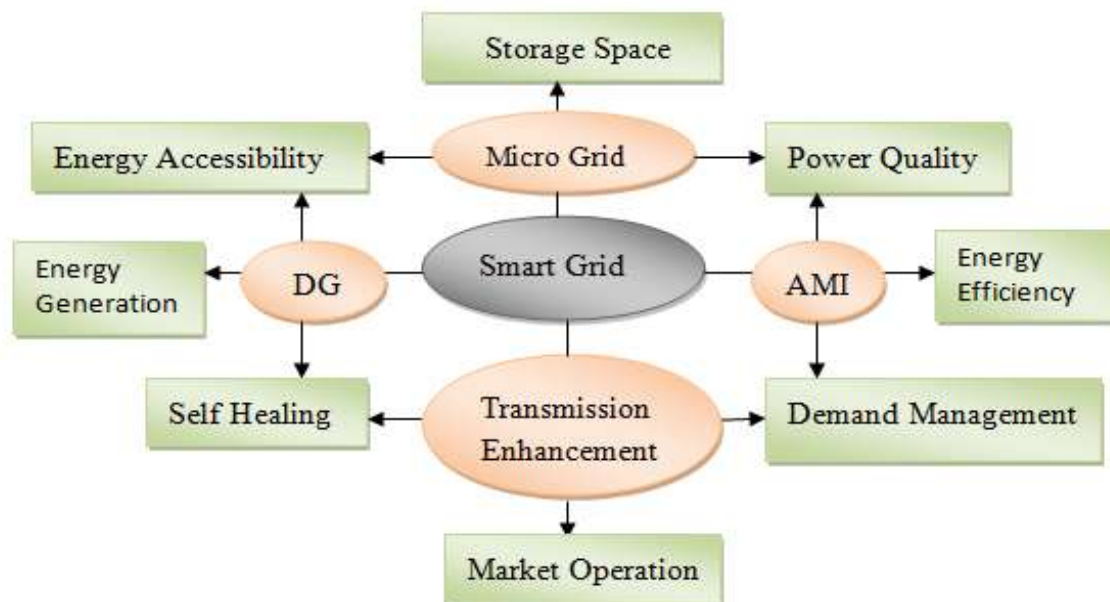 Storage Space
Energy Accessibility
Micro Grid
Power Quality
Energy
Generation
DG
Smart Grid
AMI
Energy
Efficiency
Self Healing
Transmission
Enhancement
Demand Management
Market Operation